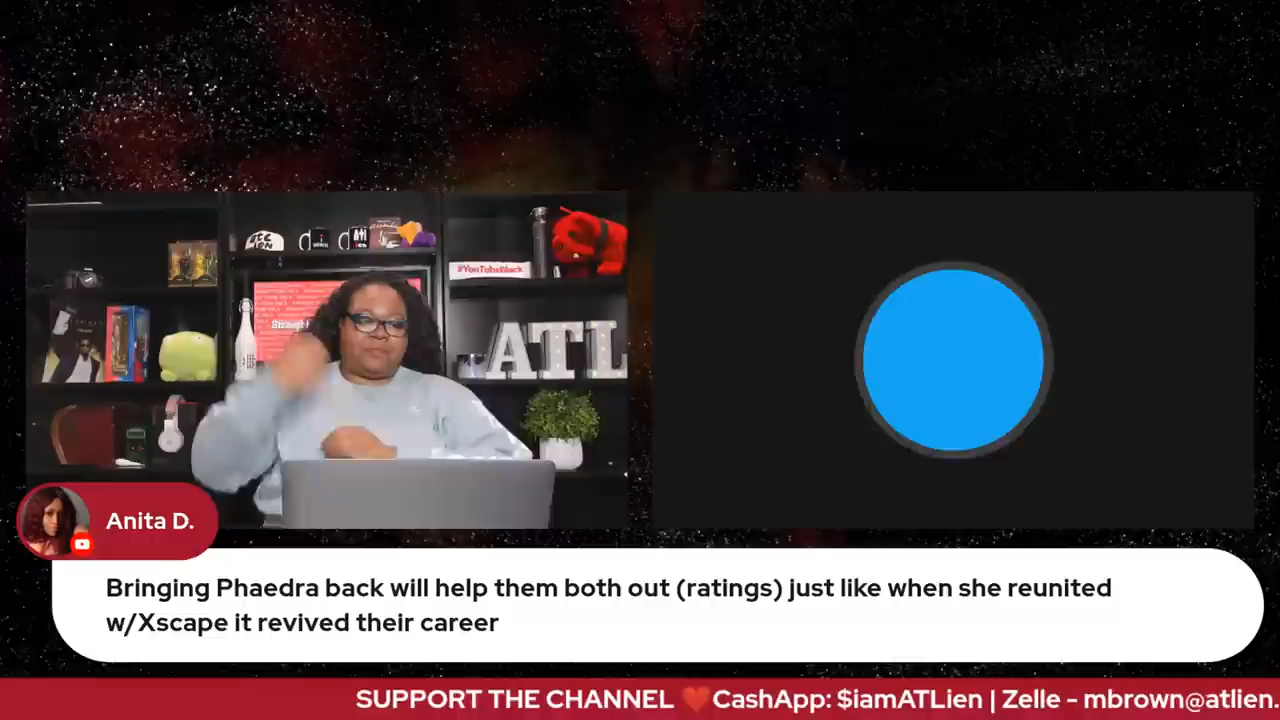 #YouTubeBlack
ATL
Anita D.
Bringing Phaedra back will help them both out (ratings) just like when she reunited
w/Xscape it revived their career
SUPPORT THE CHANNEL ❤️CashApp: $iamATLien | Zelle - mbrown@atlien.